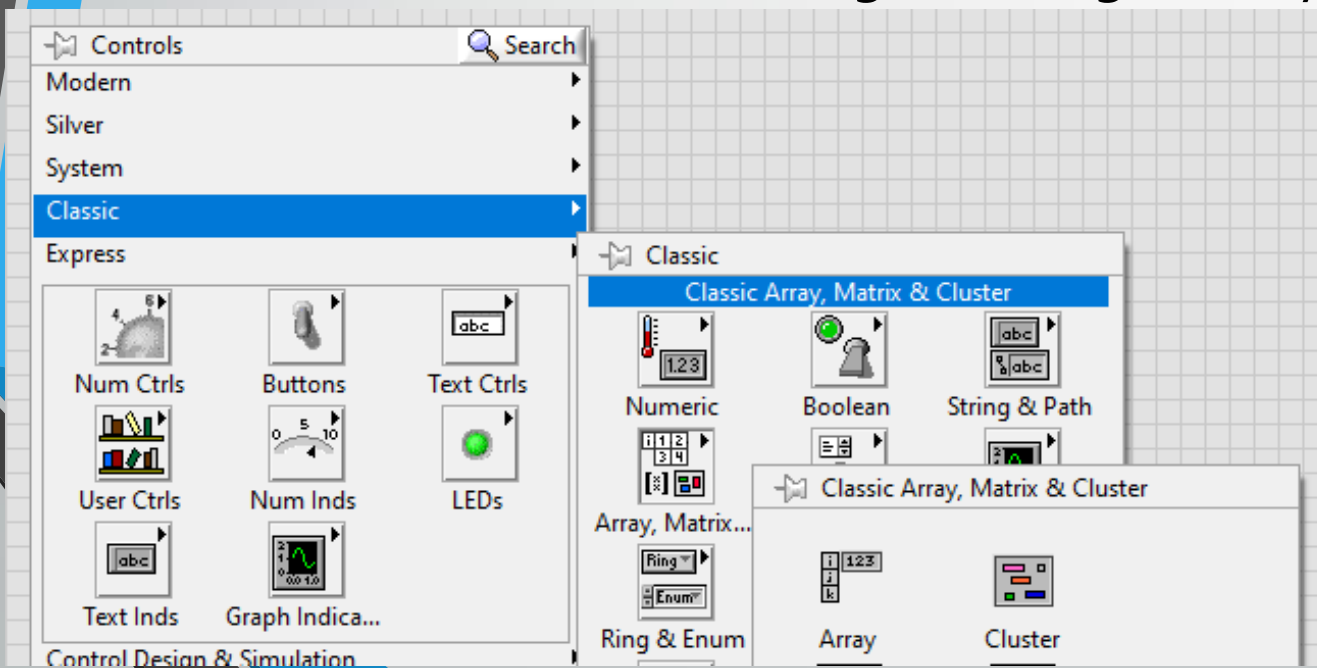 Controls
Search
Modern
Silver
System
Classic
Express
Num Ctrls
Buttons
Text Ctrls
User Ctrls
Num Inds
LEDs
Text Inds
Graph Indica...
Control Design & Simulation
Classic
Classic Array, Matrix & Cluster
Numeric
Boolean
String & Path
Array, Matrix...
Ring & Enum
Classic Array, Matrix & Cluster
Array
Cluster